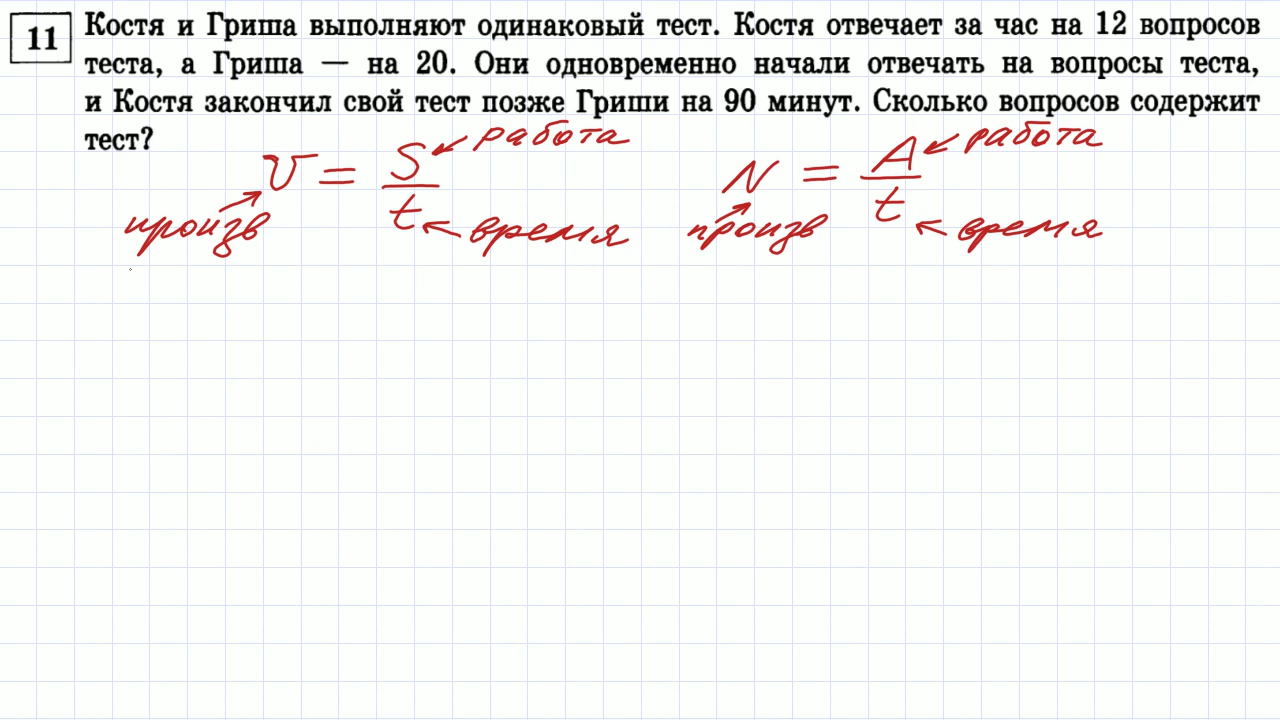 11 Костя и Гриша выполняют одинаковый тест. Костя отвечает за час на 12 вопросов
теста, а Гриша — на 20. Они одновременно начали отвечать на вопросы теста,
и Костя закончил свой тест позже Гриши на 90 минут. Сколько вопросов содержит
тест?
V = S/t
работа
произв
время
N = A/t
работа
произв
время